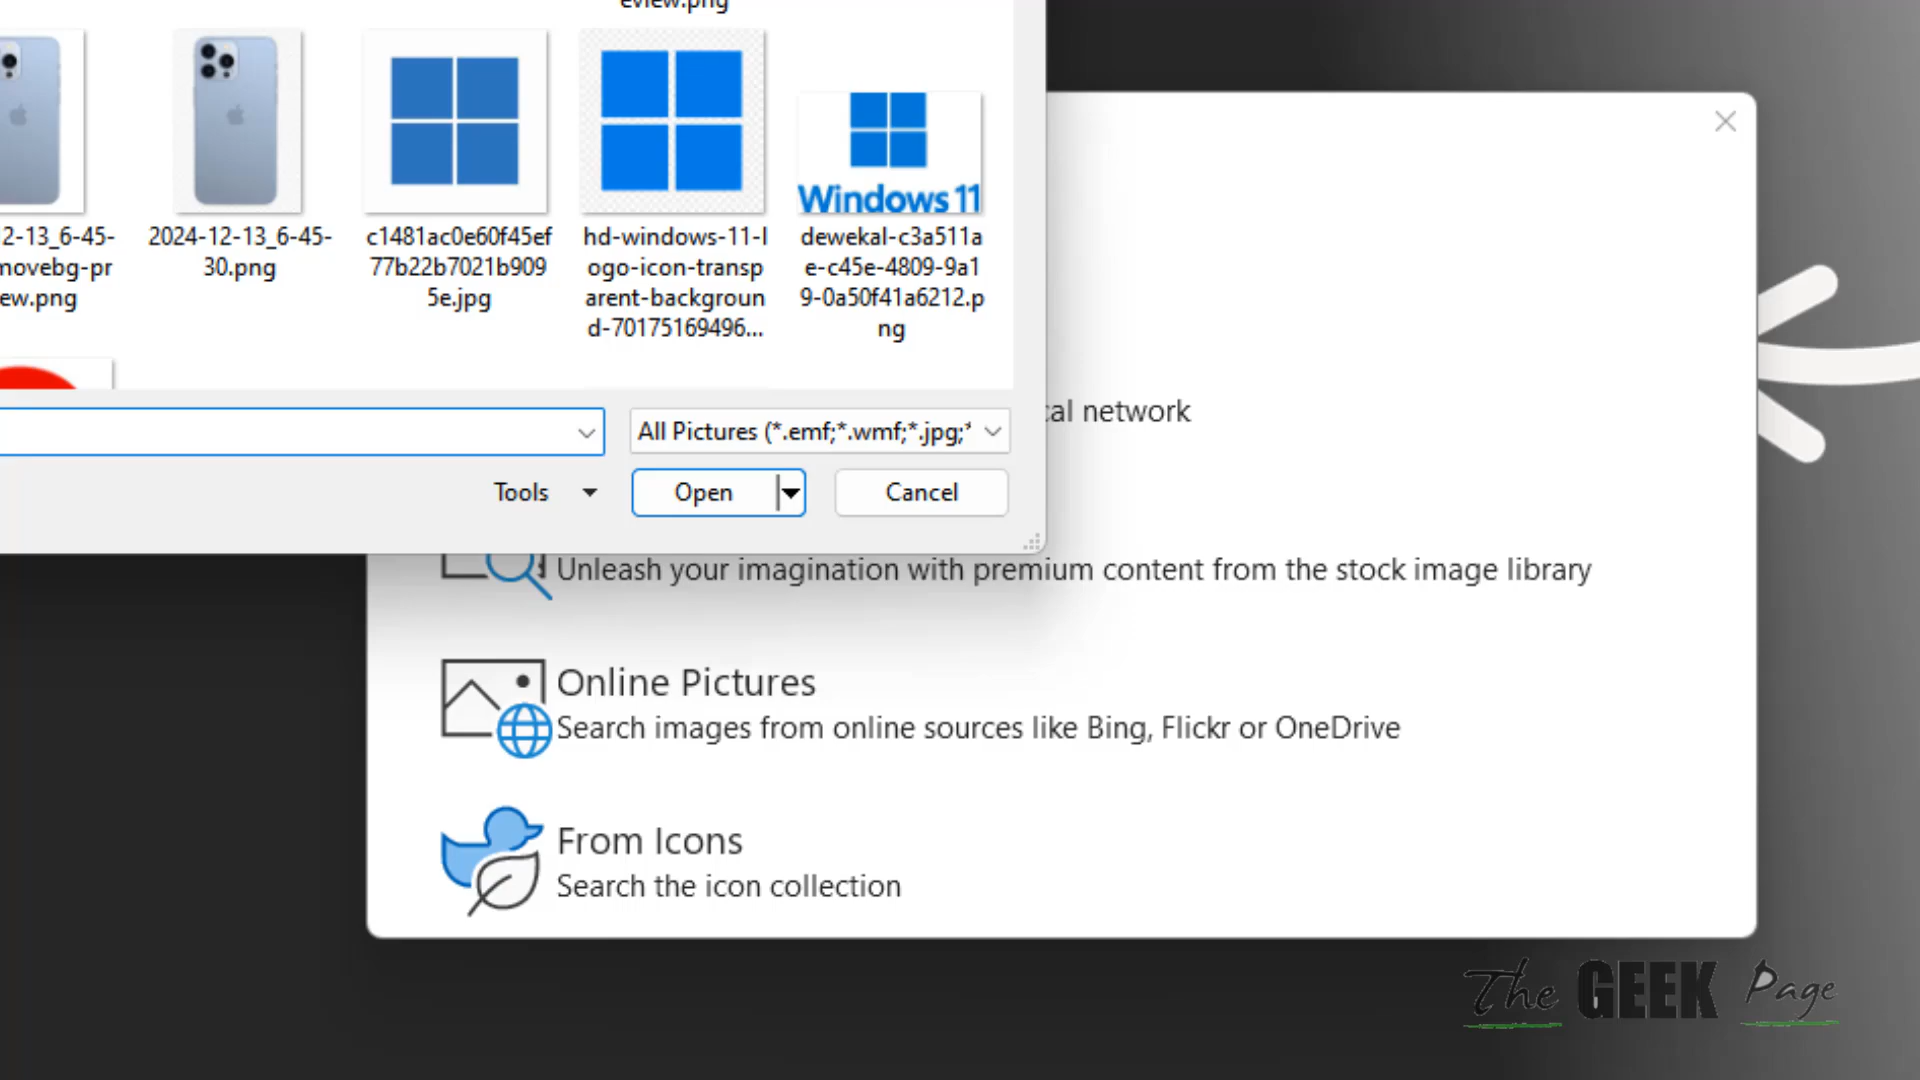 eview.png
Windows 11
2-13_6-45-
movebg-pr
ew.png
2024-12-13_6-45-
30.png
c1481ac0e60f45ef
77b22b7021b909
5e.jpg
hd-windows-11-l
ogo-icon-transp
arent-backgroun
d-70175169496...
dewekal-c3a511a
e-c45e-4809-9a1
9-0a50f41a6212.p
ng
All Pictures (*.emf;*.wmf;*.jpg;*
Tools
Open
Cancel
cal network
Unleash your imagination with premium content from the stock image library
Online Pictures
Search images from online sources like Bing, Flickr or OneDrive
From Icons
Search the icon collection
The GEEK Page